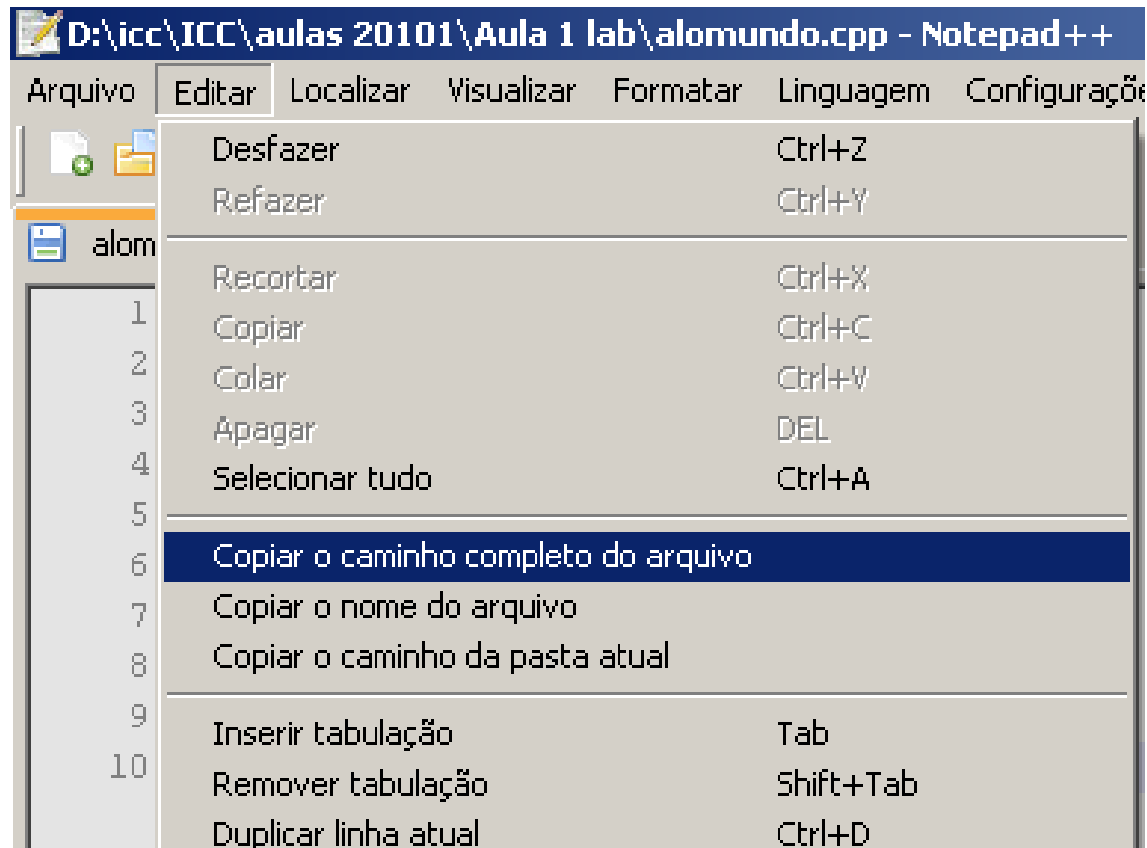 D:\icc\ICC\aulas 20101\Aula 1 lab\alomundo.cpp - Notepad++
Arquivo Editar Localizar Visualizar Formatar Linguagem Configuraçõe
Desfazer Ctrl+Z
Refazer Ctrl+Y
alom
Recortar Ctrl+X
1
Copiar Ctrl+C
2
Colar Ctrl+V
3
Apagar DEL
4
Selecionar tudo Ctrl+A
5
Copiar o caminho completo do arquivo
6
Copiar o nome do arquivo
7
Copiar o caminho da pasta atual
8
9
Inserir tabulação Tab
10
Remover tabulação Shift+Tab
Duplicar linha atual Ctrl+D